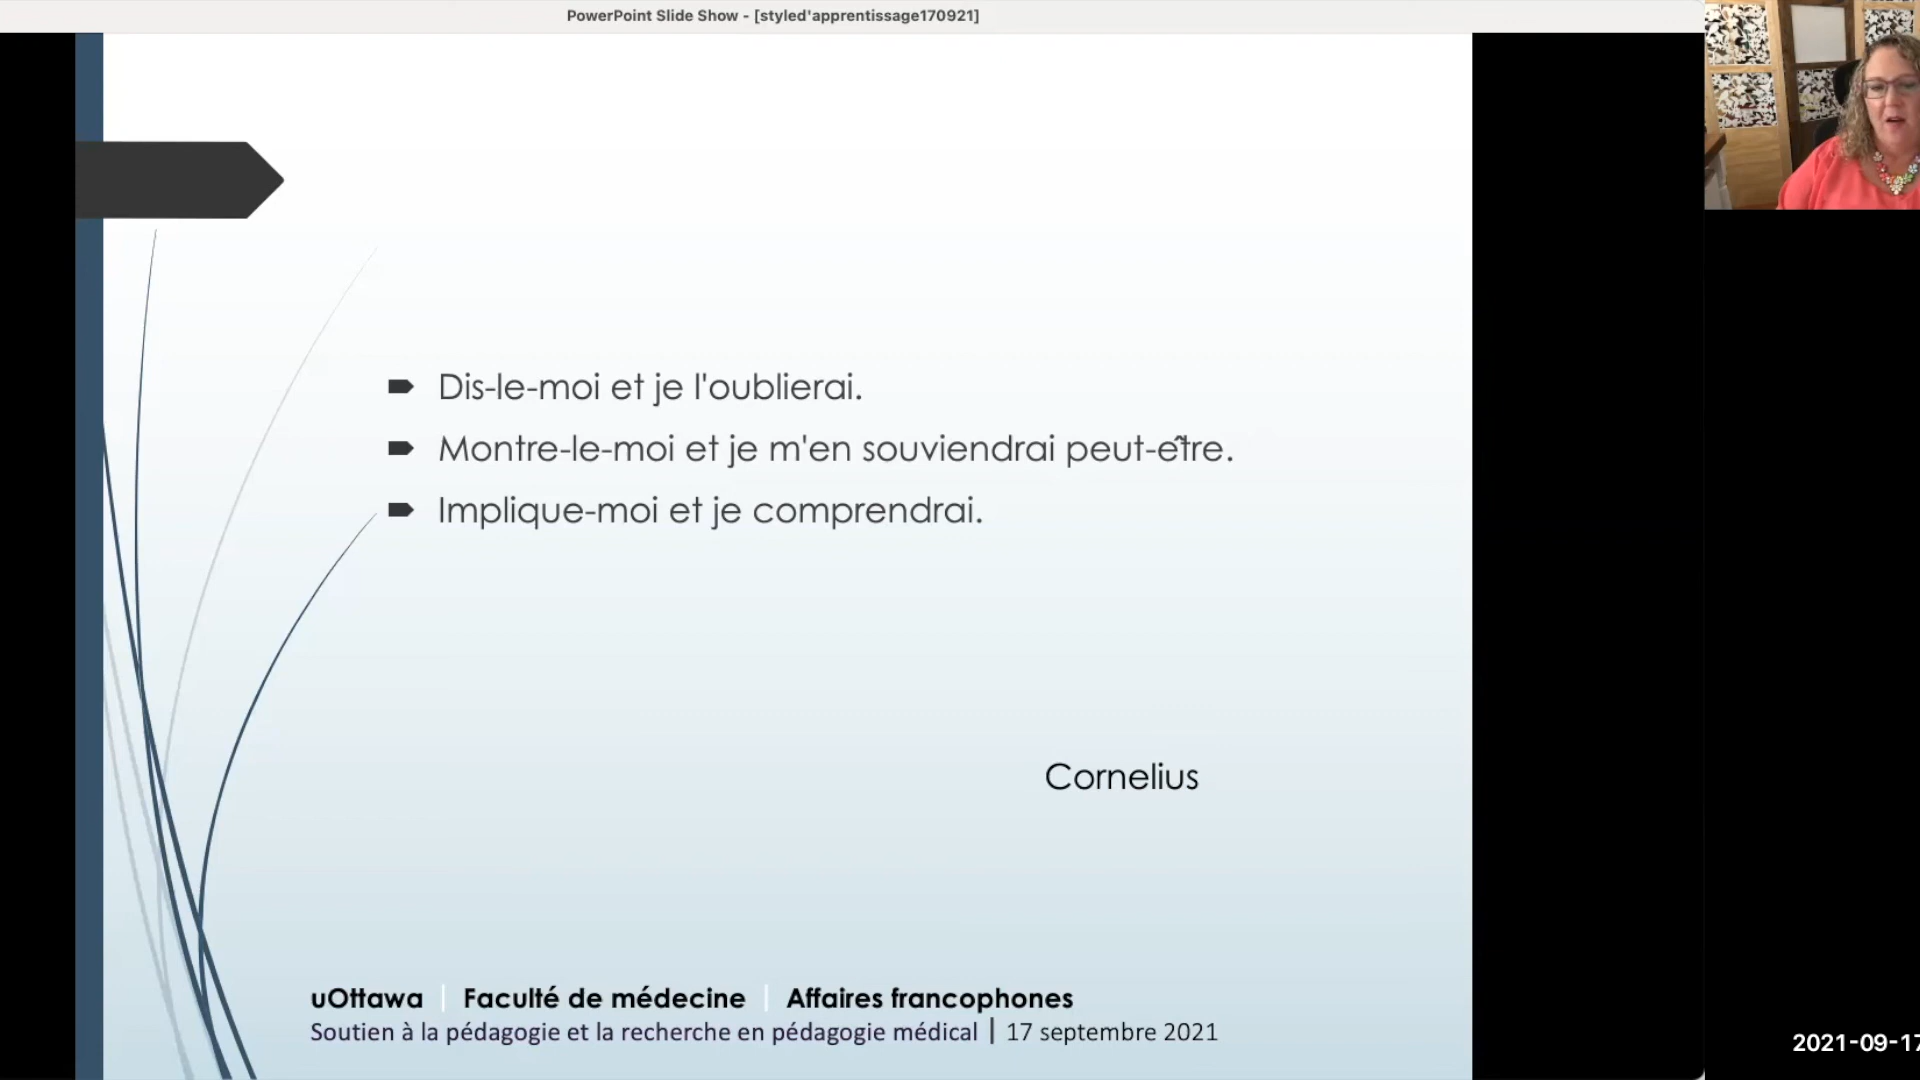 PowerPoint Slide Show - [styled'apprentissage170921]
Dis-le-moi et je l'oublierai.
Montre-le-moi et je m'en souviendrai peut-être.
Implique-moi et je comprendrai.
Cornelius
uOttawa | Faculté de médecine | Affaires francophones
Soutien à la pédagogie et la recherche en pédagogie médical | 17 septembre 2021
2021-09-17